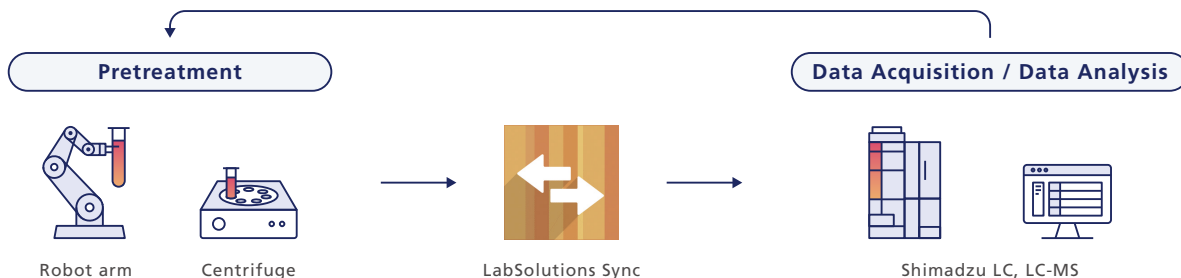 Pretreatment
Data Acquisition / Data Analysis
Robot arm
Centrifuge
LabSolutions Sync
Shimadzu LC, LC-MS